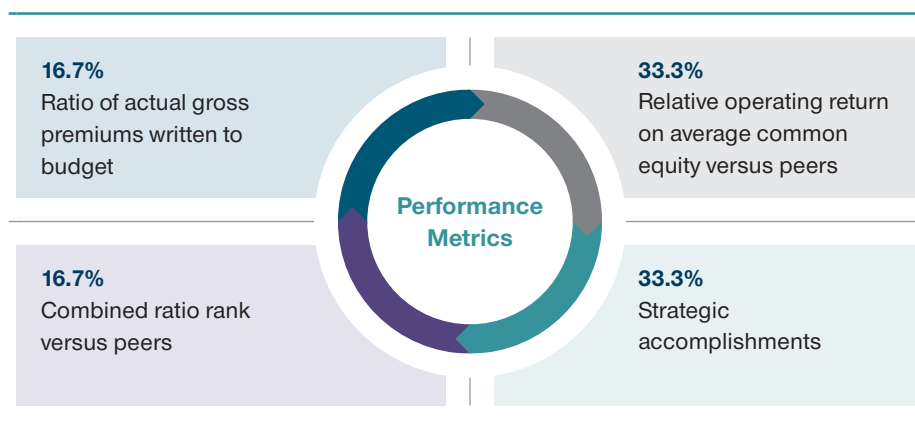 16.7%
Ratio of actual gross
premiums written to
budget
33.3%
Relative operating return
on average common
equity versus peers
Performance
Metrics
16.7%
Combined ratio rank
versus peers
33.3%
Strategic
accomplishments